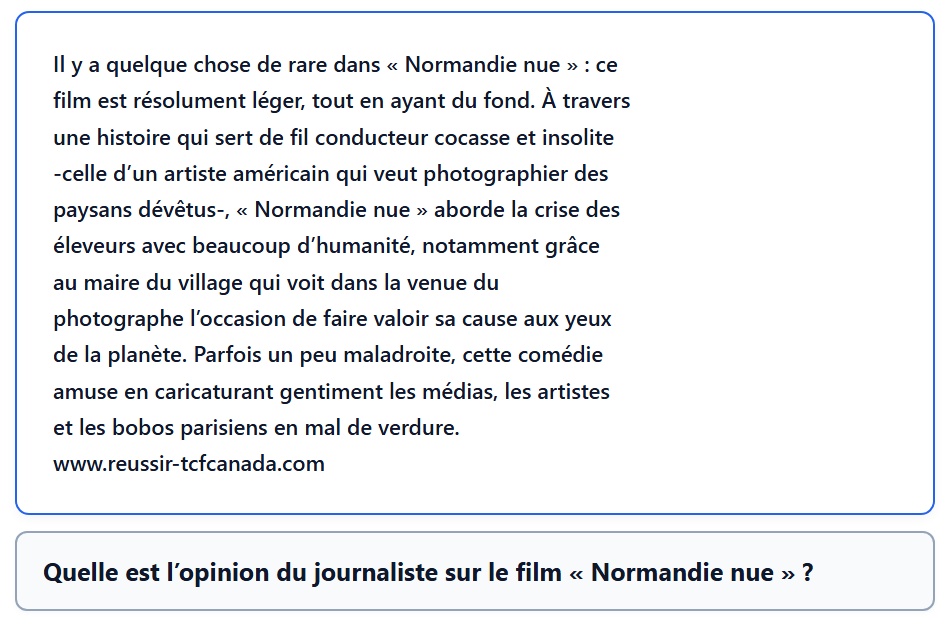 Il y a quelque chose de rare dans « Normandie nue » : ce
film est résolument léger, tout en ayant du fond. À travers
une histoire qui sert de fil conducteur cocasse et insolite
-celle d’un artiste américain qui veut photographier des
paysans dévêtus-, « Normandie nue » aborde la crise des
éleveurs avec beaucoup d’humanité, notamment grâce
au maire du village qui voit dans la venue du
photographe l’occasion de faire valoir sa cause aux yeux
de la planète. Parfois un peu maladroite, cette comédie
amuse en caricaturant gentiment les médias, les artistes
et les bobos parisiens en mal de verdure.
www.reussir-tcfcanada.com
Quelle est l’opinion du journaliste sur le film « Normandie nue » ?